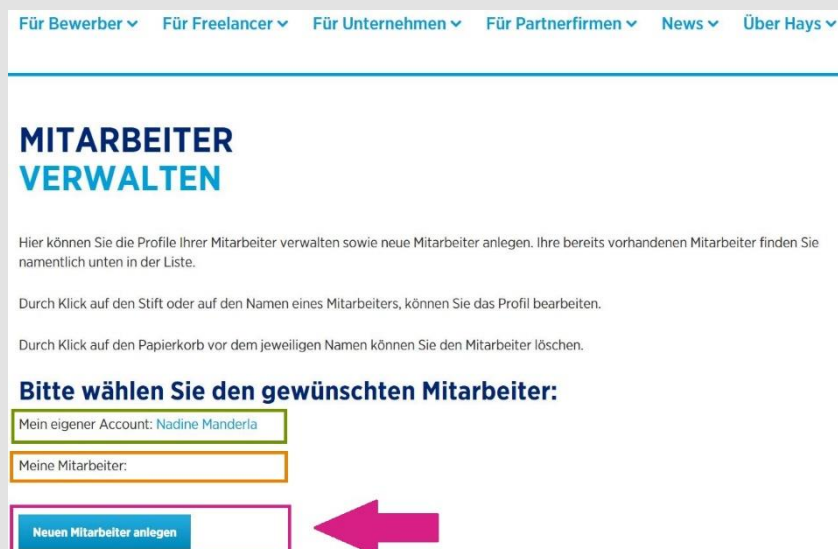 Für Bewerber Für Freelancer Für Unternehmen Für Partnerfirmen News Über Hays
MITARBEITER
VERWALTEN
Hier können Sie die Profile Ihrer Mitarbeiter verwalten sowie neue Mitarbeiter anlegen. Ihre bereits vorhandenen Mitarbeiter finden Sie
namentlich unten in der Liste.
Durch Klick auf den Stift oder auf den Namen eines Mitarbeiters, können Sie das Profil bearbeiten.
Durch Klick auf den Papierkorb vor dem jeweiligen Namen können Sie den Mitarbeiter löschen.
Bitte wählen Sie den gewünschten Mitarbeiter:
Mein eigener Account: Nadine Manderla
Meine Mitarbeiter:
Neuen Mitarbeiter anlegen